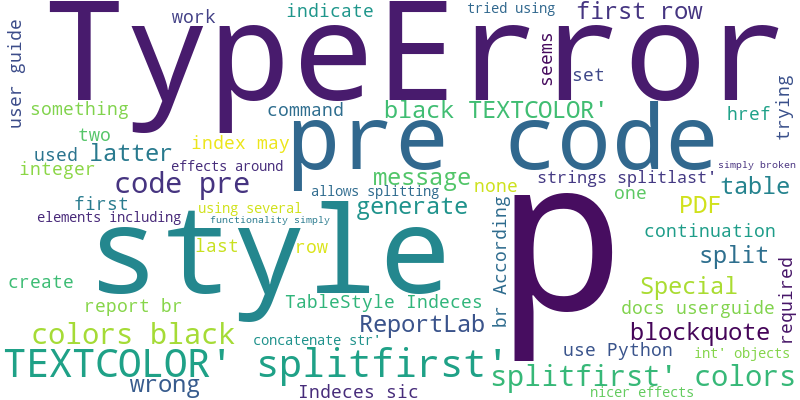 work
indicate
tried using
first row
user guide
TypeError
seems
set
trying
something
command
black TEXTCOLOR'
href
two
pre code
used
latter
index may
integer
effects around
message
strings splitlast'
simply broken
code pre
allows splitting
none
one
table
first
using several
generate
PDF
elements including
functionality simply
style
p
br According
continuation
last
row
split
create
Special
required
report br
TableStyle Indeces
docs userguide
colors black
ReportLab
blockquote
concatenate str'
use Python
int' objects
TEXTCOLOR' splitfirst'
wrong
Indeces sic
splitfirst' colors
nicer effects